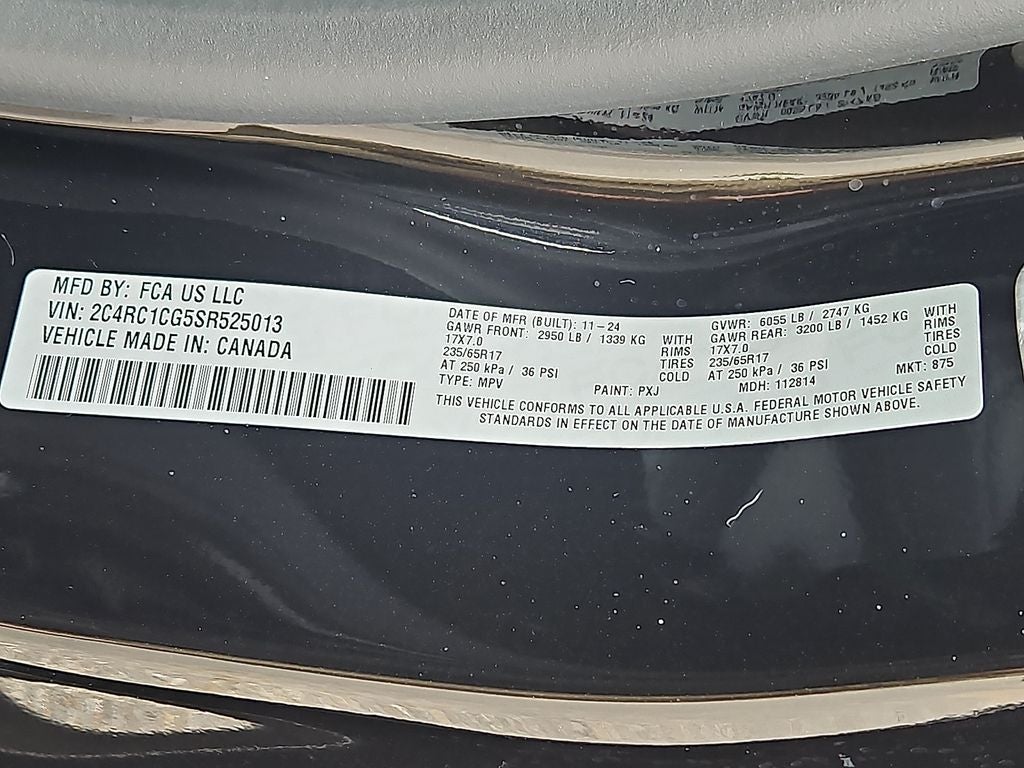 MFD BY: FCA US LLC
VIN: 2C4RC1CG5SR525013
VEHICLE MADE IN: CANADA
DATE OF MFR (BUILT): 11-24
GAWR FRONT: 2950 LB / 1339 KG WITH
17X7.0 RIMS
235/65R17 TIRES
AT 250 kPa / 36 PSI COLD
TYPE: MPV PAINT: PXJ
GVWR: 6055 LB / 2747 KG
GAWR REAR: 3200 LB / 1452 KG WITH
17X7.0 RIMS
235/65R17 TIRES
AT 250 kPa / 36 PSI COLD
MDH: 112814 MKT: 875
THIS VEHICLE CONFORMS TO ALL APPLICABLE U.S.A. FEDERAL MOTOR VEHICLE SAFETY
STANDARDS IN EFFECT ON THE DATE OF MANUFACTURE SHOWN ABOVE.